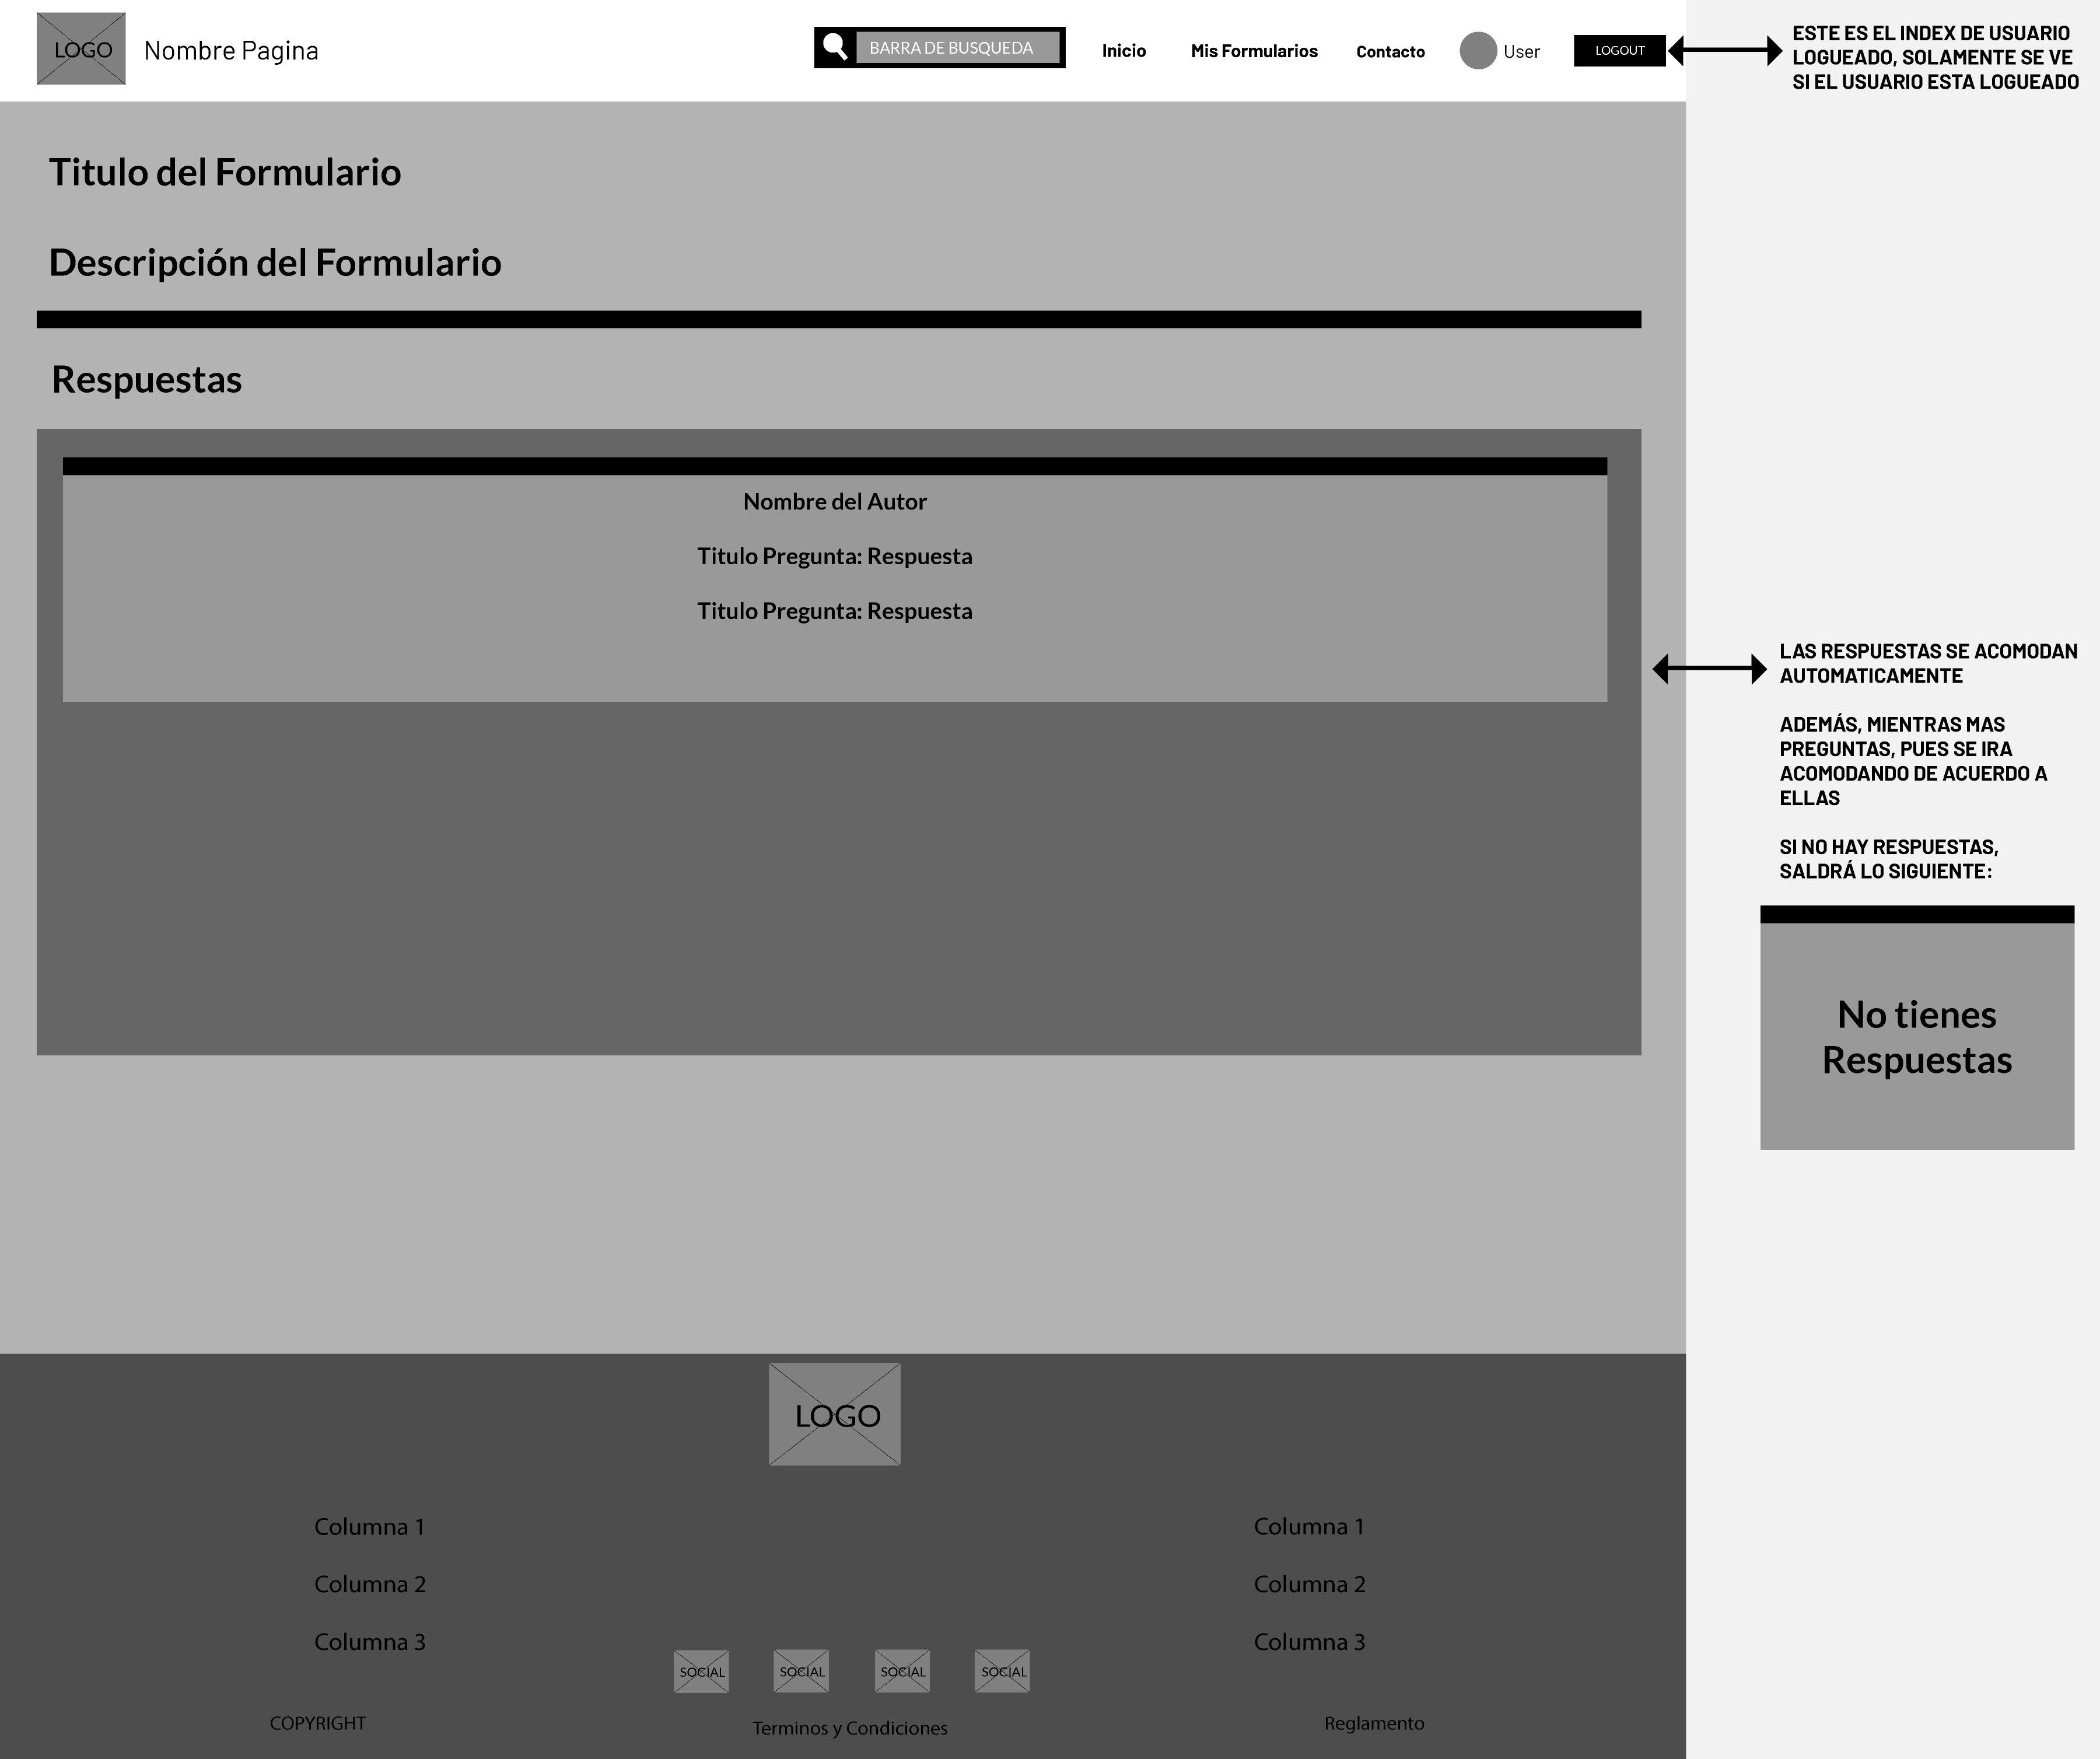 LOGO
Nombre Pagina
BARRA DE BUSQUEDA
Inicio
Mis Formularios
Contacto
User
LOGOUT
ESTE ES EL INDEX DE USUARIO
LOGUEADO, SOLAMENTE SE VE
SI EL USUARIO ESTA LOGUEADO
Titulo del Formulario
Descripción del Formulario
Respuestas
Nombre del Autor
Titulo Pregunta: Respuesta
Titulo Pregunta: Respuesta
LAS RESPUESTAS SE ACOMODAN
AUTOMATICAMENTE
ADEMÁS, MIENTRAS MAS
PREGUNTAS, PUES SE IRA
ACOMODANDO DE ACUERDO A
ELLAS
SI NO HAY RESPUESTAS,
SALDRÁ LO SIGUIENTE:
No tienes
Respuestas
LOGO
Columna 1
Columna 2
Columna 3
Columna 1
Columna 2
Columna 3
SOCIAL
SOCIAL
SOCIAL
SOCIAL
COPYRIGHT
Terminos y Condiciones
Reglamento